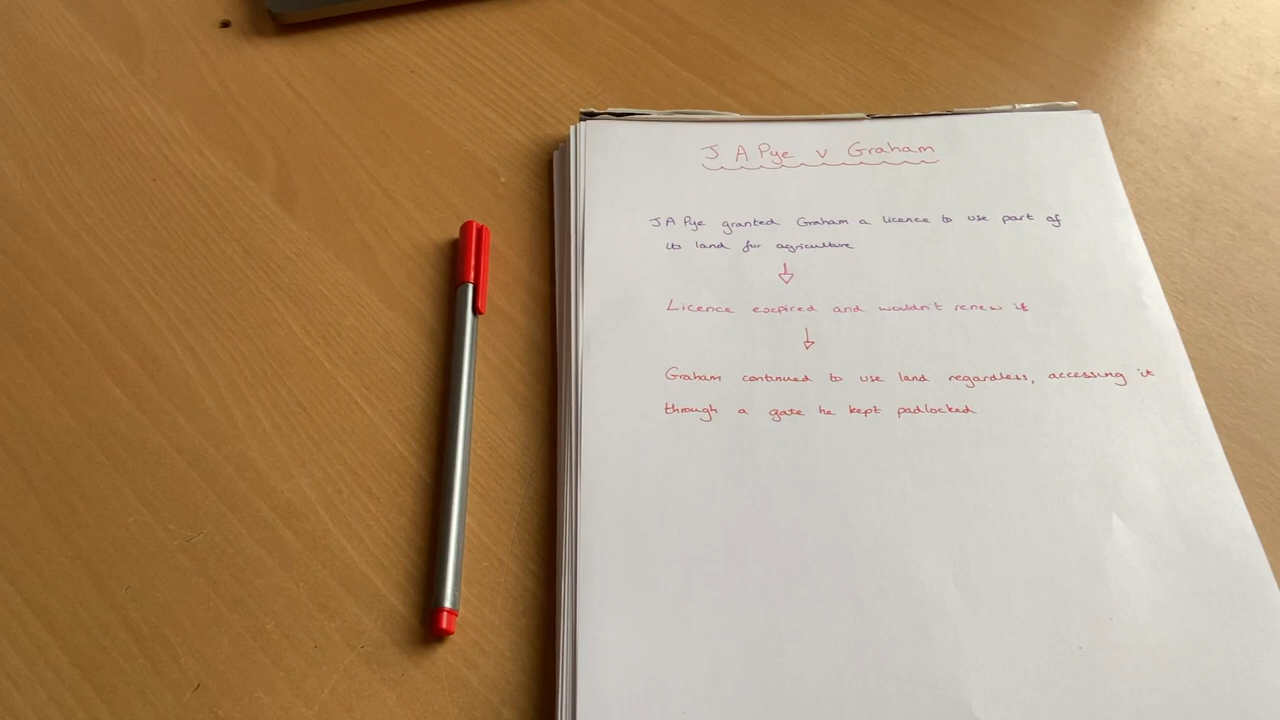 J A Pye v Graham
JA Pye granted Graham a licence to use part of
its land for agriculture
Licence expired and wouldn't renew it
Graham continued to use land regardless, accessing it
through a gate he kept padlocked